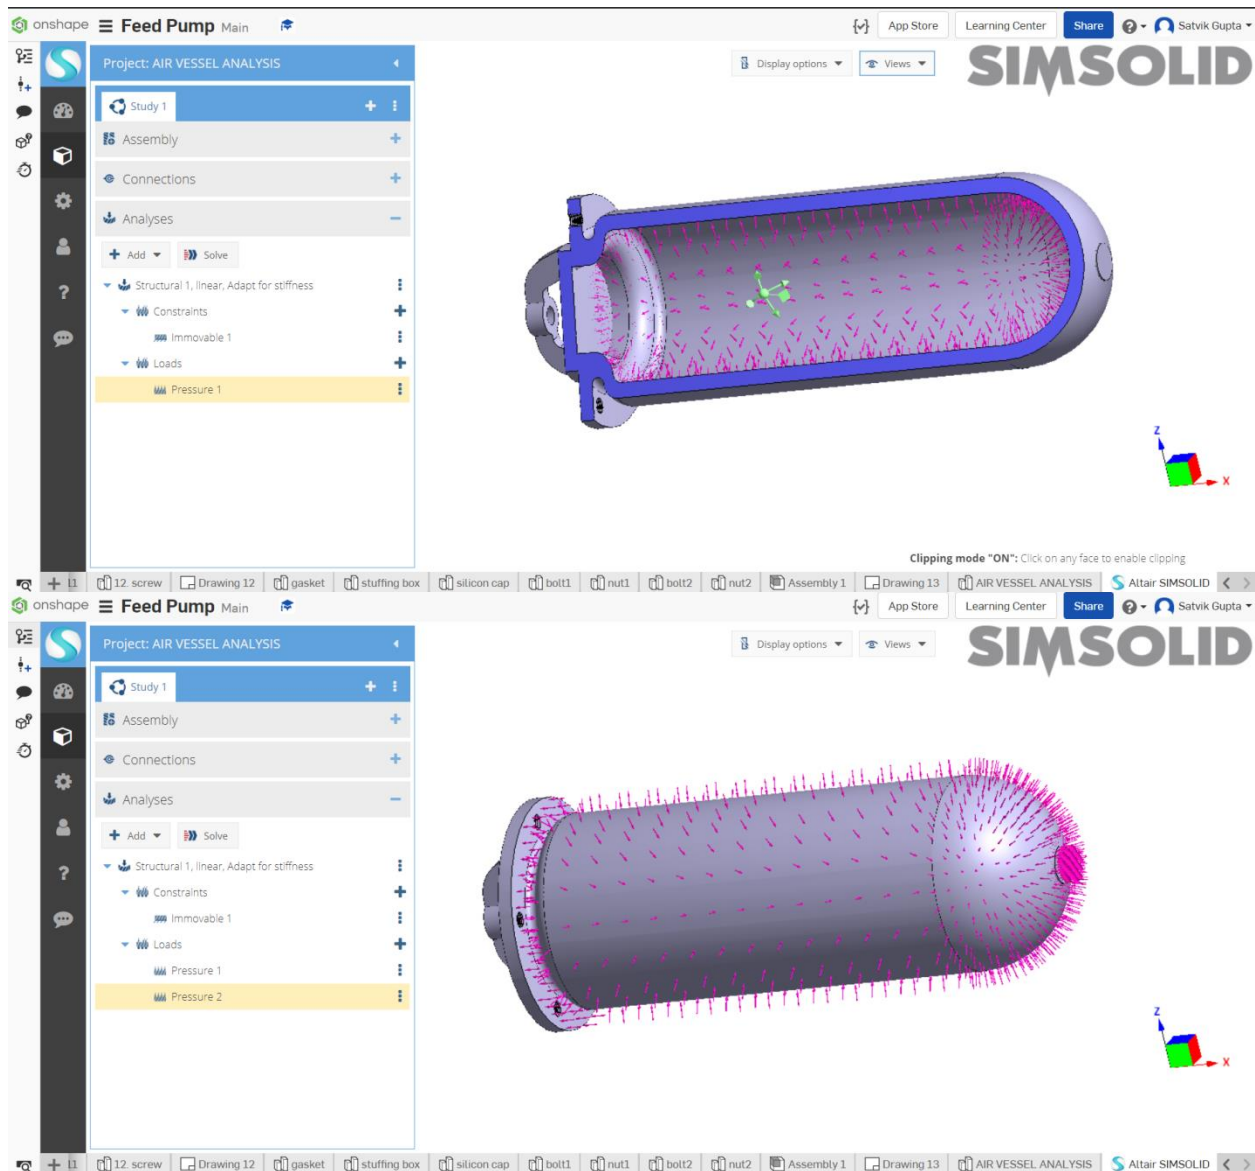 onshape Feed Pump Main App Store Learning Center Share ? Satvik Gupta
Project: AIR VESSEL ANALYSIS
Display options Views SIMSOLID
Study 1
Assembly
Connections
Analyses
Add Solve
Structural 1, linear, Adapt for stiffness
Constraints
Immovable 1
Loads
Pressure 1
Z
X
Clipping mode "ON": Click on any face to enable clipping
12. screw Drawing 12 gasket stuffing box silicon cap bolt1 nut1 bolt2 nut2 Assembly 1 Drawing 13 AIR VESSEL ANALYSIS Altair SIMSOLID
onshape Feed Pump Main App Store Learning Center Share ? Satvik Gupta
Project: AIR VESSEL ANALYSIS
Display options Views SIMSOLID
Study 1
Assembly
Connections
Analyses
Add Solve
Structural 1, linear, Adapt for stiffness
Constraints
Immovable 1
Loads
Pressure 1
Pressure 2
Z
X
12. screw Drawing 12 gasket stuffing box silicon cap bolt1 nut1 bolt2 nut2 Assembly 1 Drawing 13 AIR VESSEL ANALYSIS Altair SIMSOLID